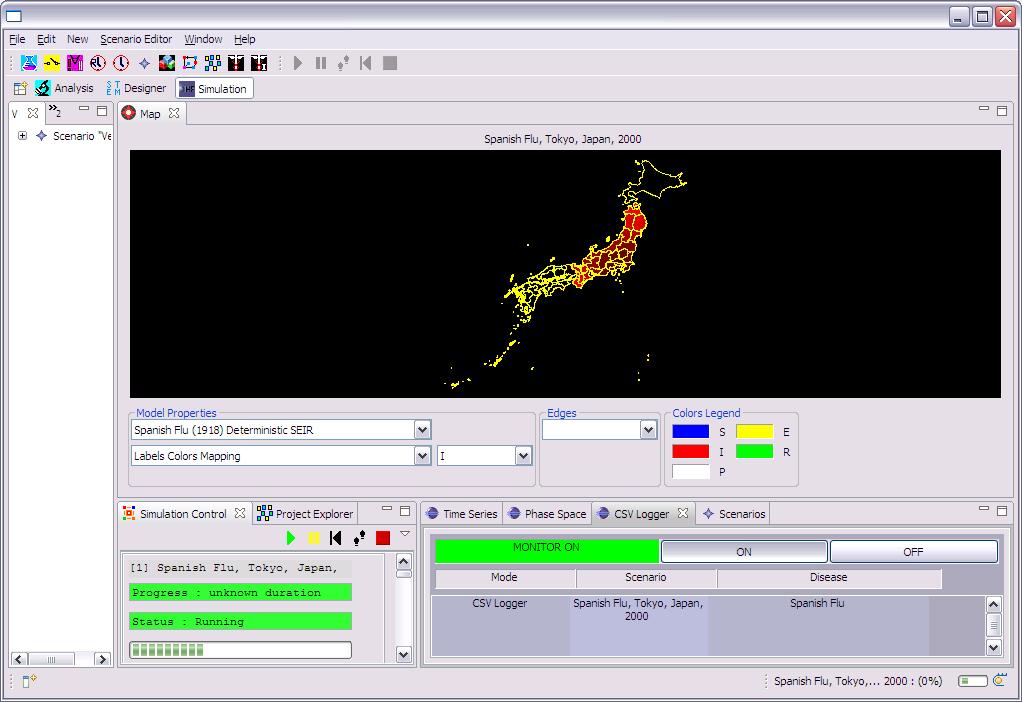 File Edit New Scenario Editor Window Help
Analysis Designer Simulation
V 2 Map
Scenario "Ve
Spanish Flu, Tokyo, Japan, 2000
Model Properties Edges Colors Legend
Spanish Flu (1918) Deterministic SEIR
S E
Labels Colors Mapping I
I R
P
Simulation Control Project Explorer
Time Series Phase Space CSV Logger Scenarios
MONITOR ON ON OFF
[1] Spanish Flu, Tokyo, Japan,
Mode Scenario Disease
Progress : unknown duration
CSV Logger Spanish Flu, Tokyo, Japan, Spanish Flu
2000
Status : Running
Spanish Flu, Tokyo,... 2000 : (0%)